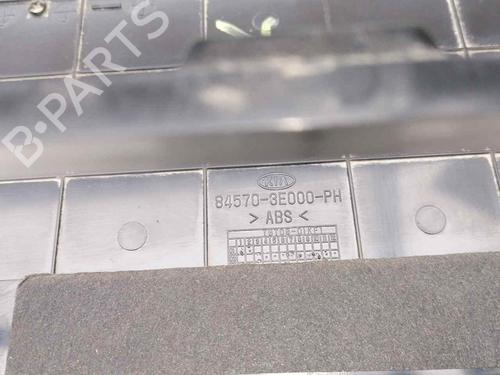 B-PARTS
KIA
84570-3E000-PH
> ABS <